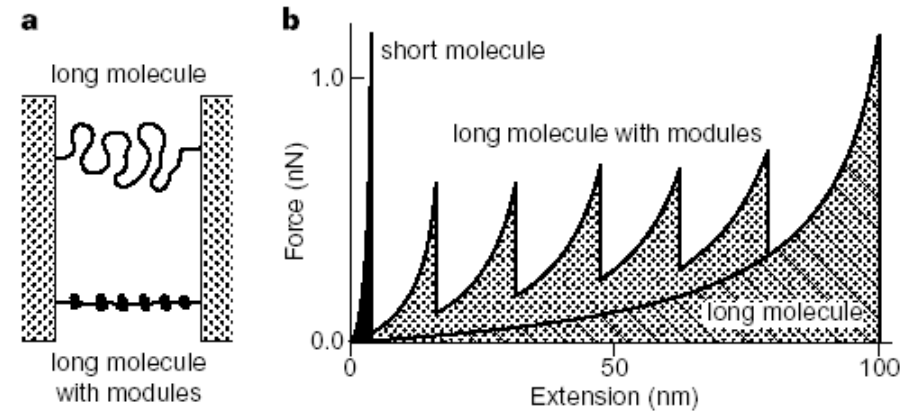 a
long molecule
long molecule
with modules
b
short molecule
1.0
long molecule with modules
Force (nN)
long molecule
0.0
0
50
100
Extension (nm)